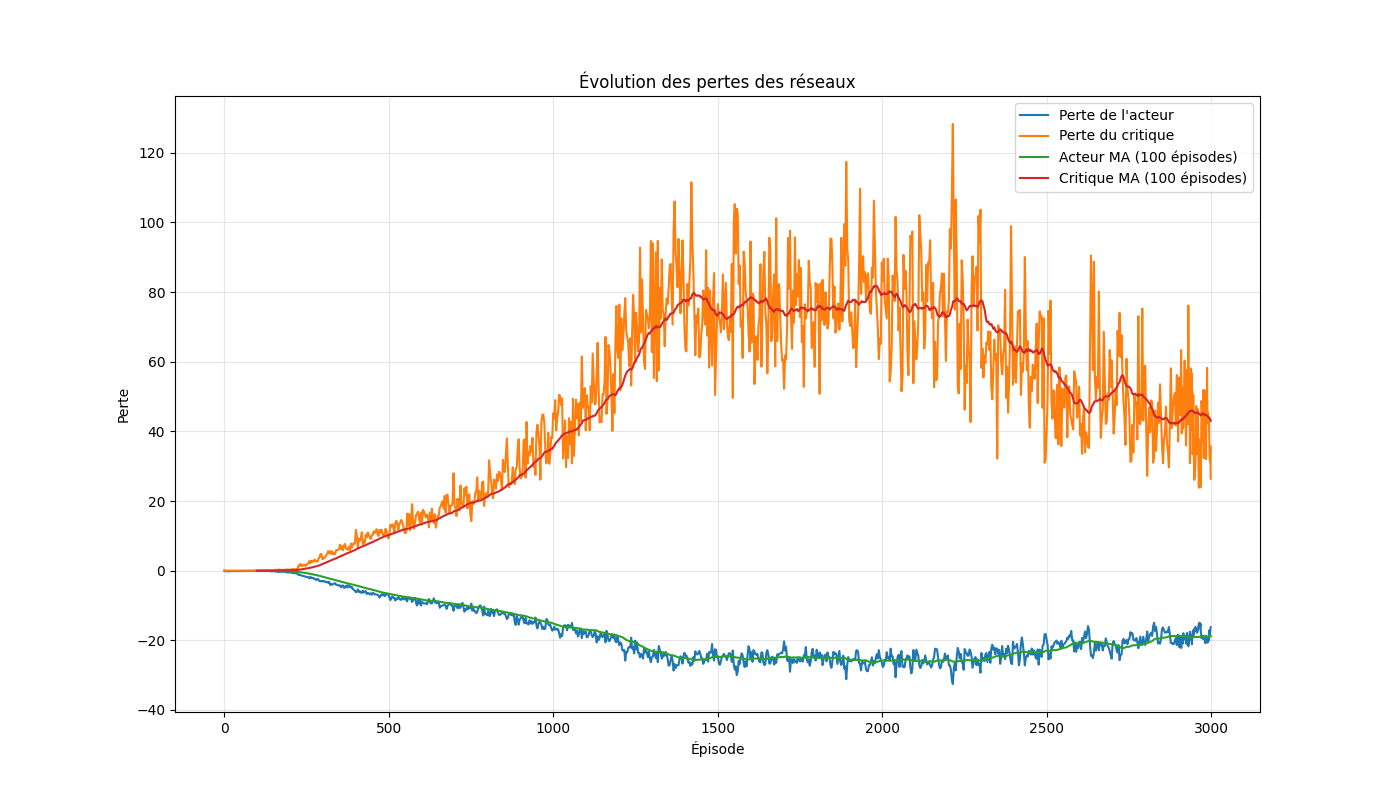 Évolution des pertes des réseaux
Perte de l'acteur
Perte du critique
Acteur MA (100 épisodes)
Critique MA (100 épisodes)
120
100
80
60
40
20
0
−20
−40
Perte
0 500 1000 1500 2000 2500 3000
Épisode